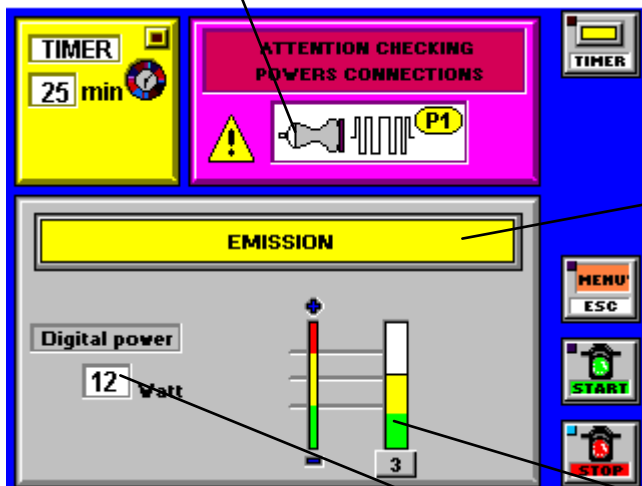 TIMER
25 min
ATTENTION CHECKING
POWERS CONNECTIONS
P1
TIMER
EMISSION
MENU'
ESC
Digital power
12 Watt
+
START
-
3
STOP